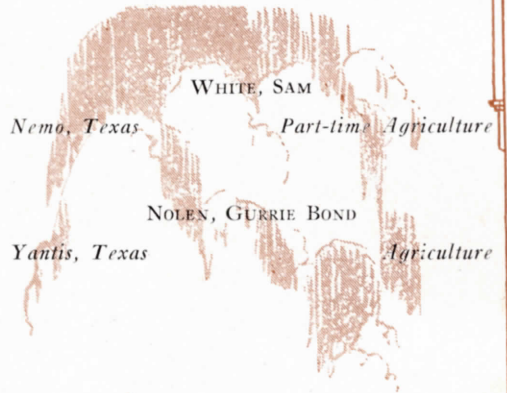 WHITE, SAM
Nemo, Texas Part-time Agriculture
NOLEN, GURRIE BOND
Yantis, Texas Agriculture